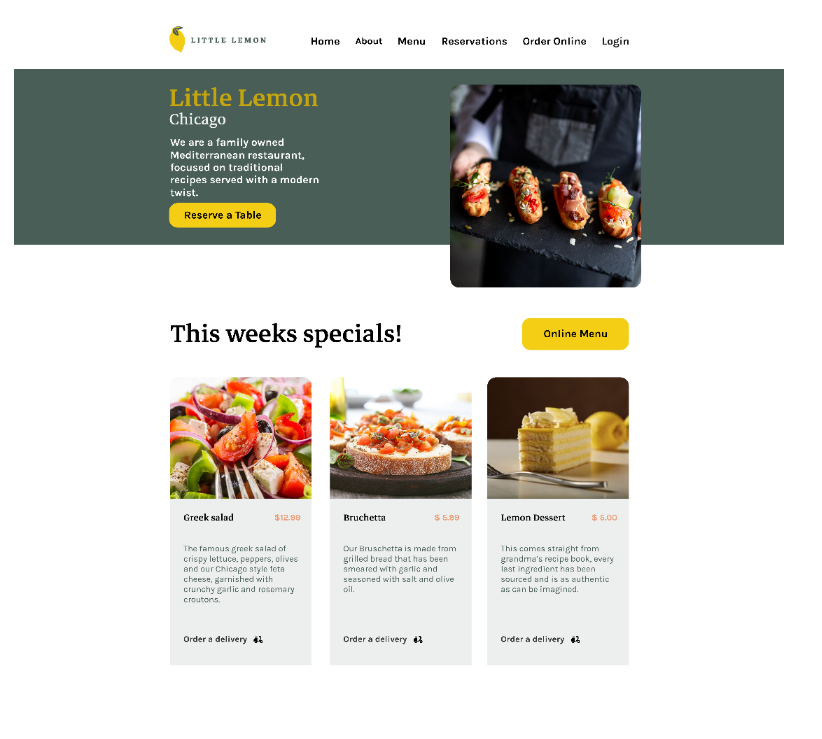 LITTLE LEMON
Home About Menu Reservations Order Online Login
Little Lemon
Chicago
We are a family owned
Mediterranean restaurant,
focused on traditional
recipes served with a modern
twist.
Reserve a Table
This weeks specials!
Online Menu
Greek salad $12.99
The famous greek salad of
crispy lettuce, peppers, olives
and our Chicago style feta
cheese, garnished with
crunchy garlic and rosemary
croutons.
Order a delivery
Bruchetta $ 5.99
Our Bruschetta is made from
grilled bread that has been
smeared with garlic and
seasoned with salt and olive
oil.
Order a delivery
Lemon Dessert $ 5.00
This comes straight from
grandma's recipe book, every
last ingredient has been
sourced and is as authentic
as can be imagined.
Order a delivery